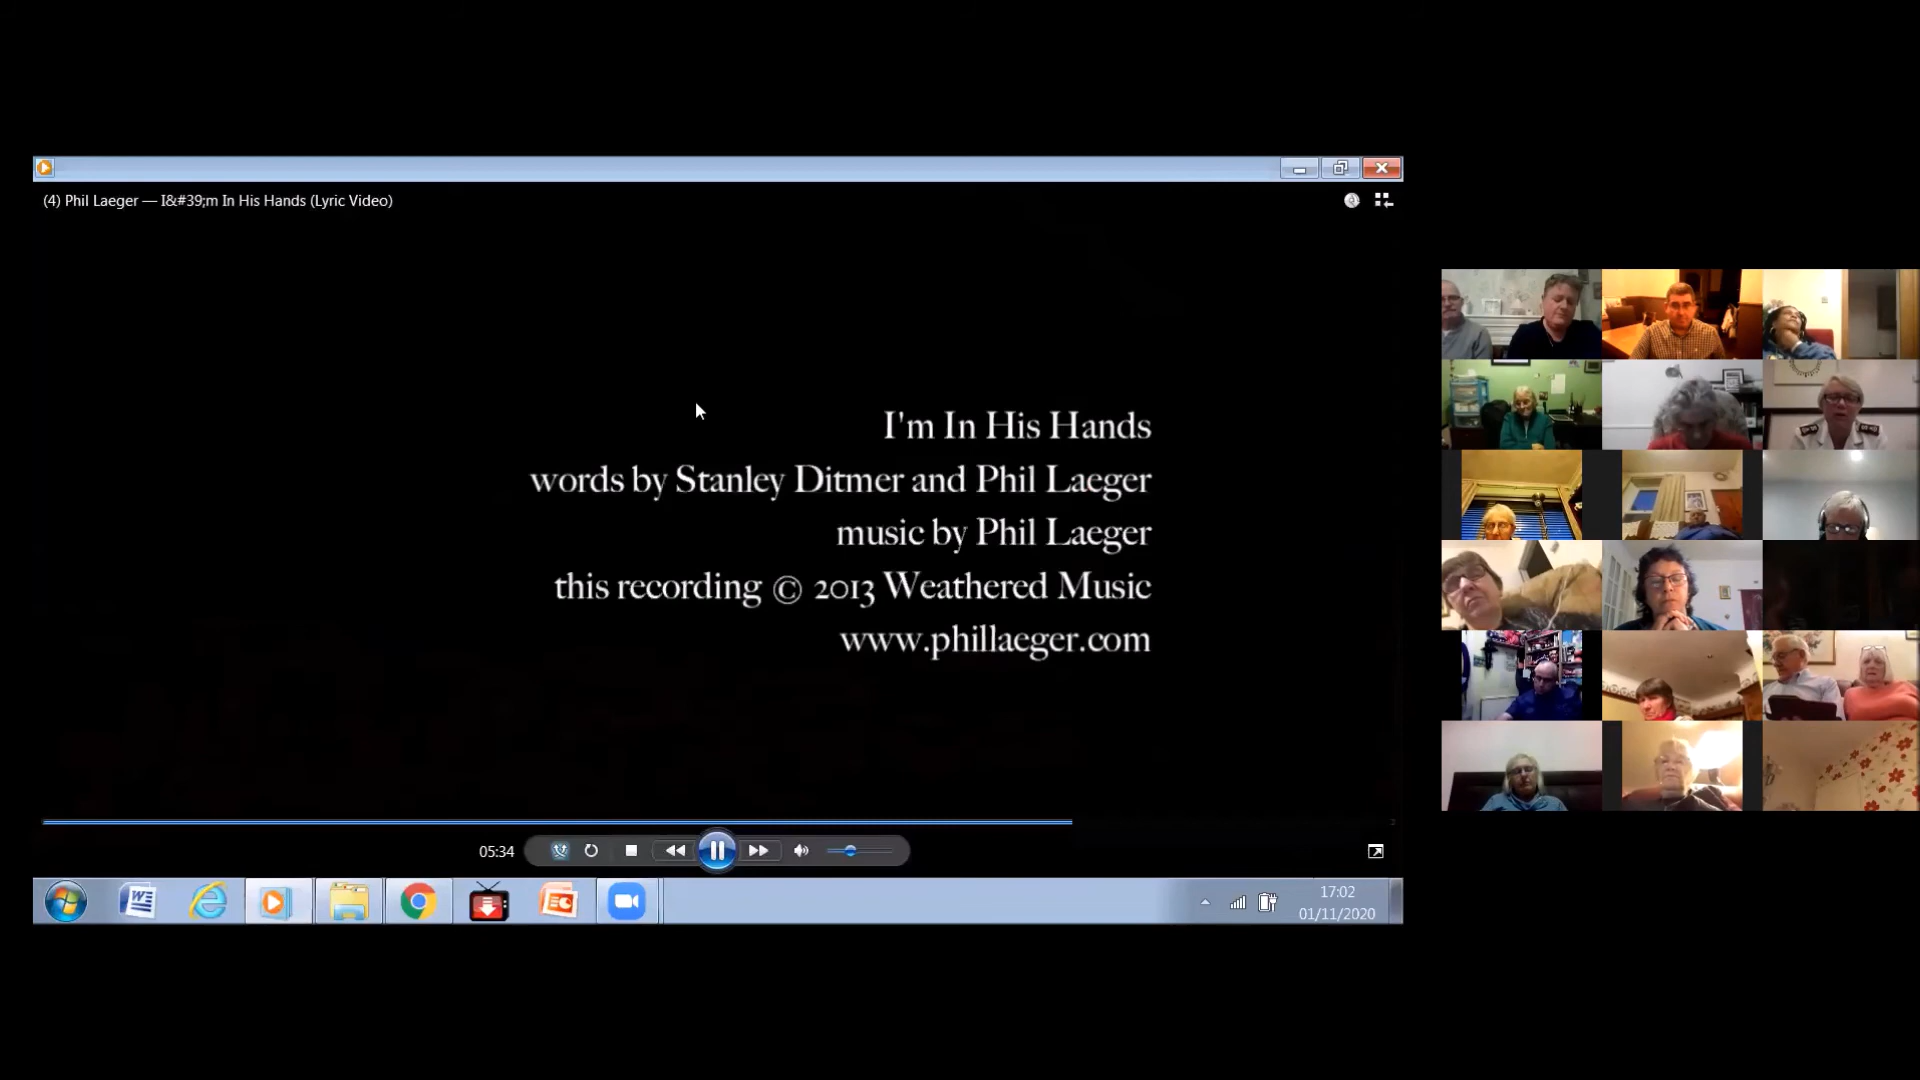 (4) Phil Laeger — I&#39;m In His Hands (Lyric Video)
I'm In His Hands
words by Stanley Ditmer and Phil Laeger
music by Phil Laeger
this recording © 2013 Weathered Music
www.phillaeger.com
05:34
17:02
01/11/2020